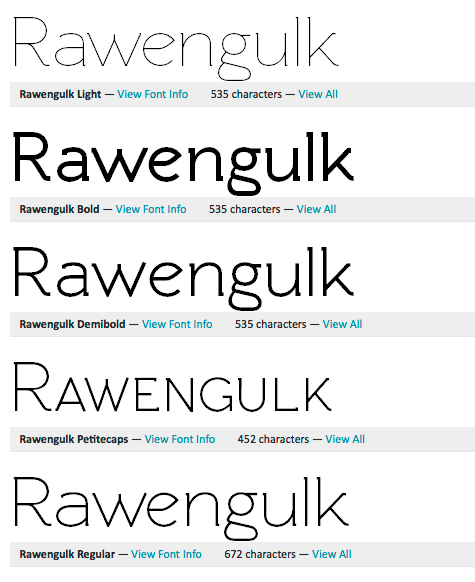 Rawengulk
Rawengulk Light — View Font Info 535 characters — View All
Rawengulk
Rawengulk Bold — View Font Info 535 characters — View All
Rawengulk
Rawengulk Demibold — View Font Info 535 characters — View All
RAWENGULK
Rawengulk Petitecaps — View Font Info 452 characters — View All
Rawengulk
Rawengulk Regular — View Font Info 672 characters — View All